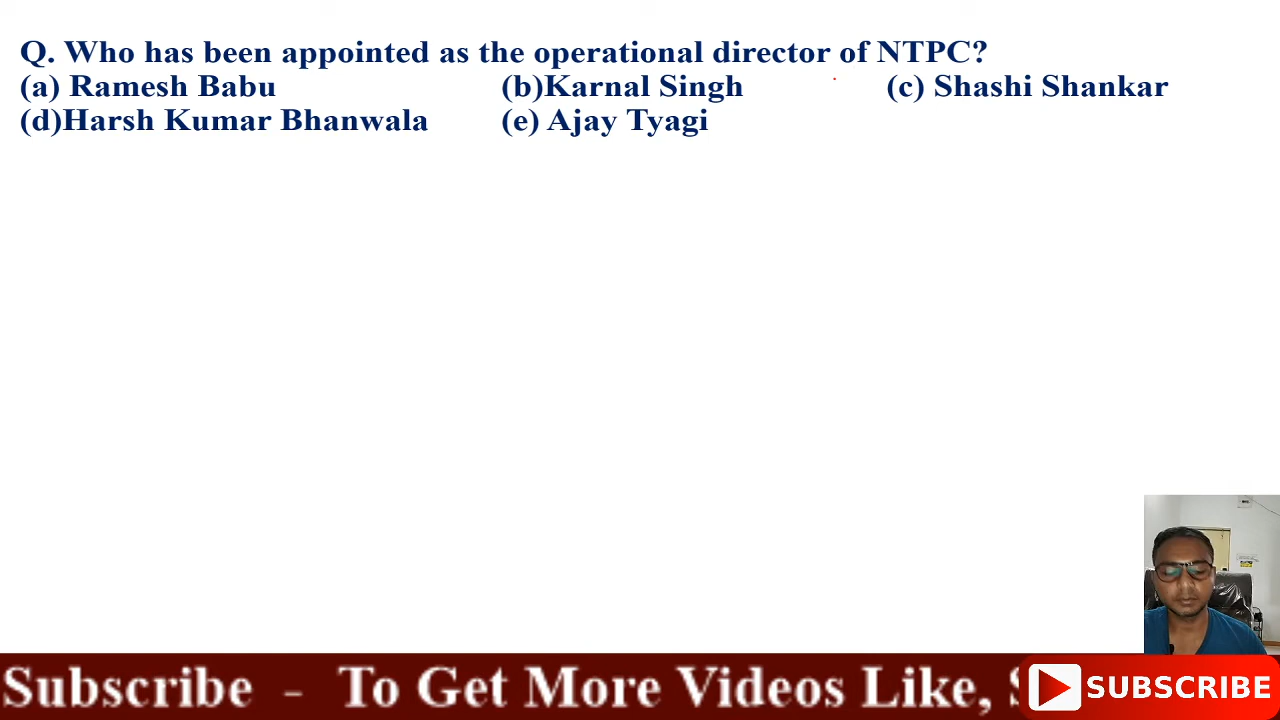 Q. Who has been appointed as the operational director of NTPC?
(a) Ramesh Babu (b)Karnal Singh (c) Shashi Shankar
(d)Harsh Kumar Bhanwala (e) Ajay Tyagi
Subscribe - To Get More Videos Like, S
SUBSCRIBE